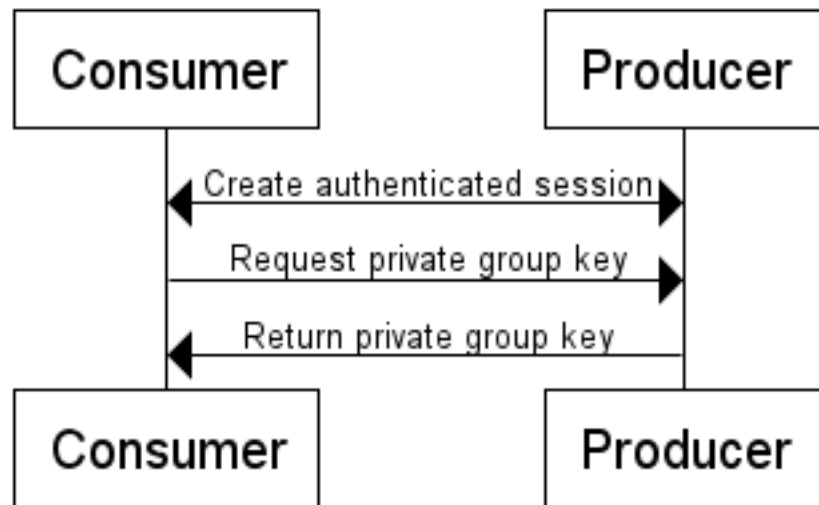 Consumer Producer
Create authenticated session
Request private group key
Return private group key
Consumer Producer